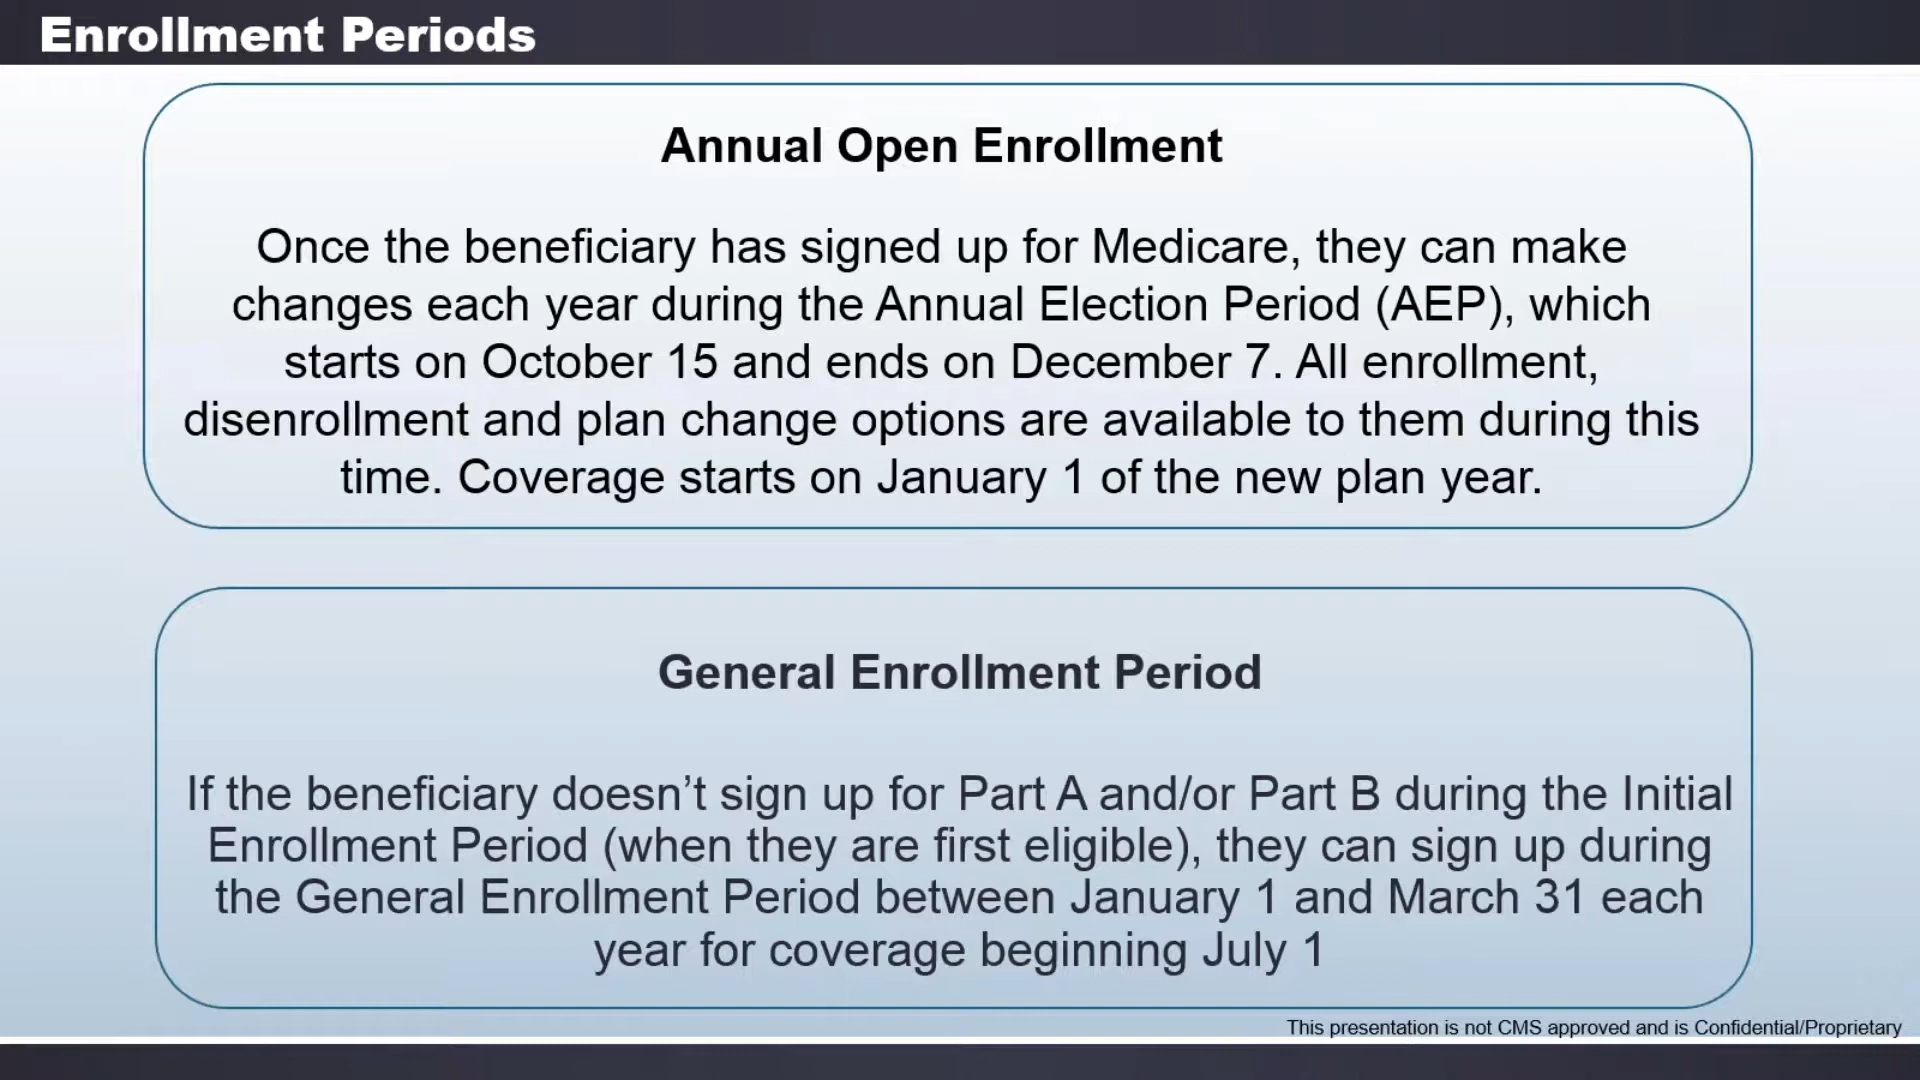 Enrollment Periods
Annual Open Enrollment
Once the beneficiary has signed up for Medicare, they can make
changes each year during the Annual Election Period (AEP), which
starts on October 15 and ends on December 7. All enrollment,
disenrollment and plan change options are available to them during this
time. Coverage starts on January 1 of the new plan year.
General Enrollment Period
If the beneficiary doesn’t sign up for Part A and/or Part B during the Initial
Enrollment Period (when they are first eligible), they can sign up during
the General Enrollment Period between January 1 and March 31 each
year for coverage beginning July 1
This presentation is not CMS approved and is Confidential/Proprietary